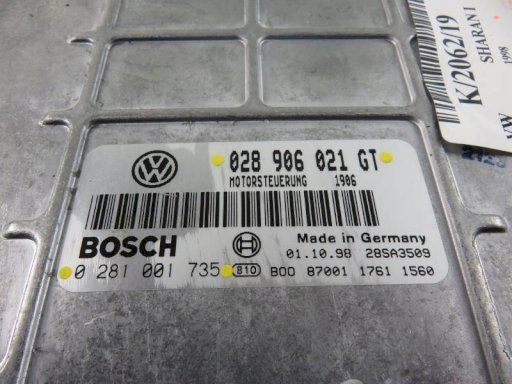 K/2062/19
SHARAN I
1998
VW
028 906 021 GT
MOTORSTEUERUNG 1906
BOSCH
Made in Germany
01.10.98 28SA3509
0 281 001 735 810 B00 87001 1761 1560